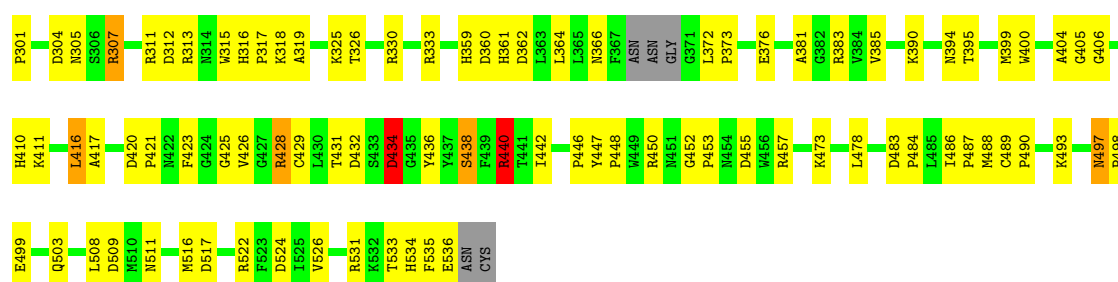 P301 D304 N305 S306 R307 R311 D312 R313 N314 W315 H316 P317 K318 A319 K325 T326 R330 R333 H359 D360 H361 D362 L363 L364 L365 N366 F367 ASN ASN GLY G371 L372 P373 E376 A381 G382 R383 V384 V385 K390 N394 T395 M399 W400 A404 G405 G406
H410 K411 L416 A417 D420 P421 N422 F423 G424 G425 V426 G427 R428 C429 L430 T431 D432 S433 D434 G435 Y436 Y437 S438 F439 R440 T441 I442 P446 Y447 P448 W449 R450 N451 G452 P453 N454 D455 W456 R457 K473 L478 D483 P484 L485 I486 P487 M488 C489 P490 K493 N497
E499 Q503 L508 D509 M510 N511 M516 D517 R522 F523 D524 I525 V526 R531 K532 T533 H534 F535 E536 ASN CYS